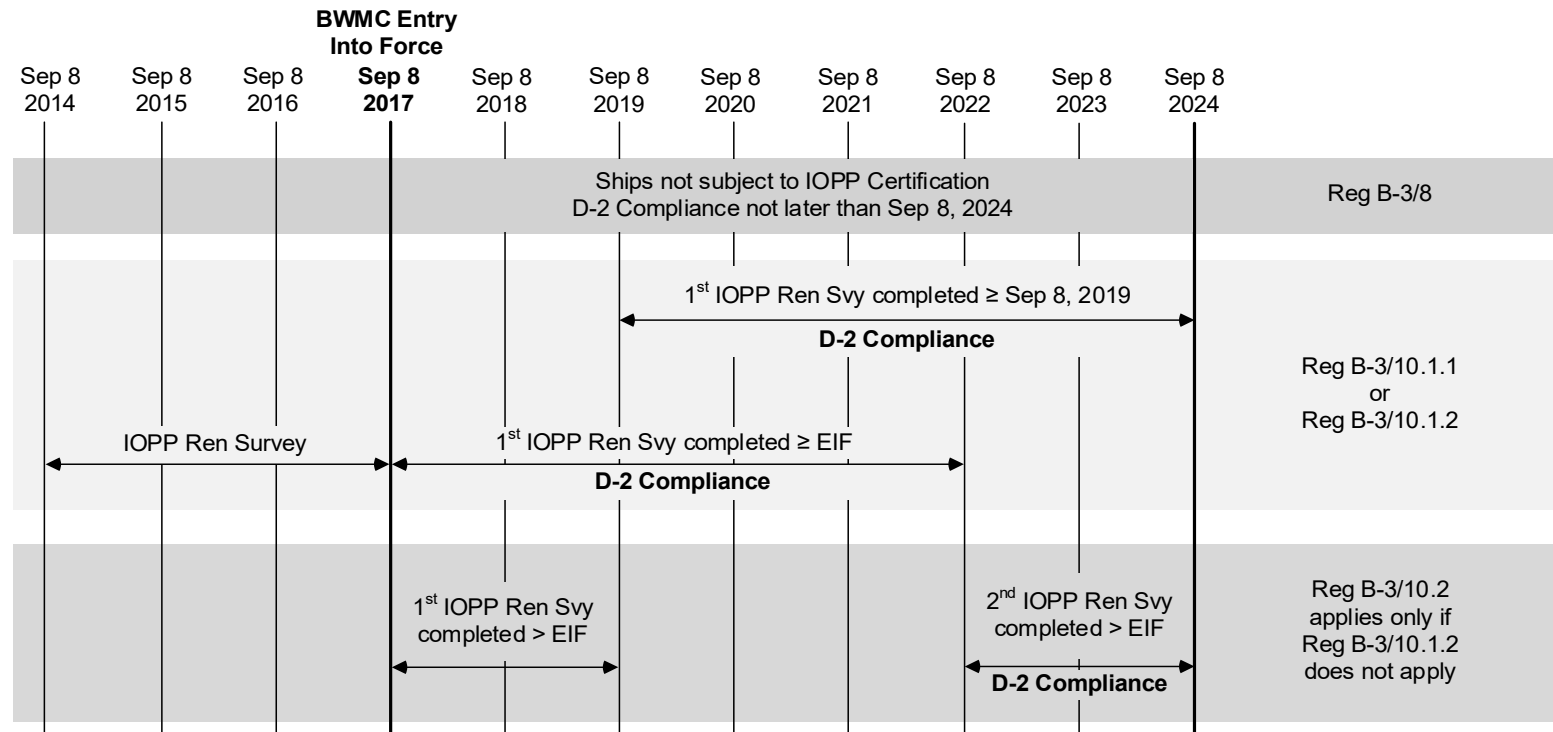 BWMC Entry
Into Force
Sep 8
2014
Sep 8
2015
Sep 8
2016
Sep 8
2017
Sep 8
2018
Sep 8
2019
Sep 8
2020
Sep 8
2021
Sep 8
2022
Sep 8
2023
Sep 8
2024
Ships not subject to IOPP Certification
D-2 Compliance not later than Sep 8, 2024
Reg B-3/8
1st IOPP Ren Svy completed ≥ Sep 8, 2019
D-2 Compliance
IOPP Ren Survey
1st IOPP Ren Svy completed ≥ EIF
D-2 Compliance
Reg B-3/10.1.1
or
Reg B-3/10.1.2
1st IOPP Ren Svy
completed > EIF
2nd IOPP Ren Svy
completed > EIF
D-2 Compliance
Reg B-3/10.2
applies only if
Reg B-3/10.1.2
does not apply